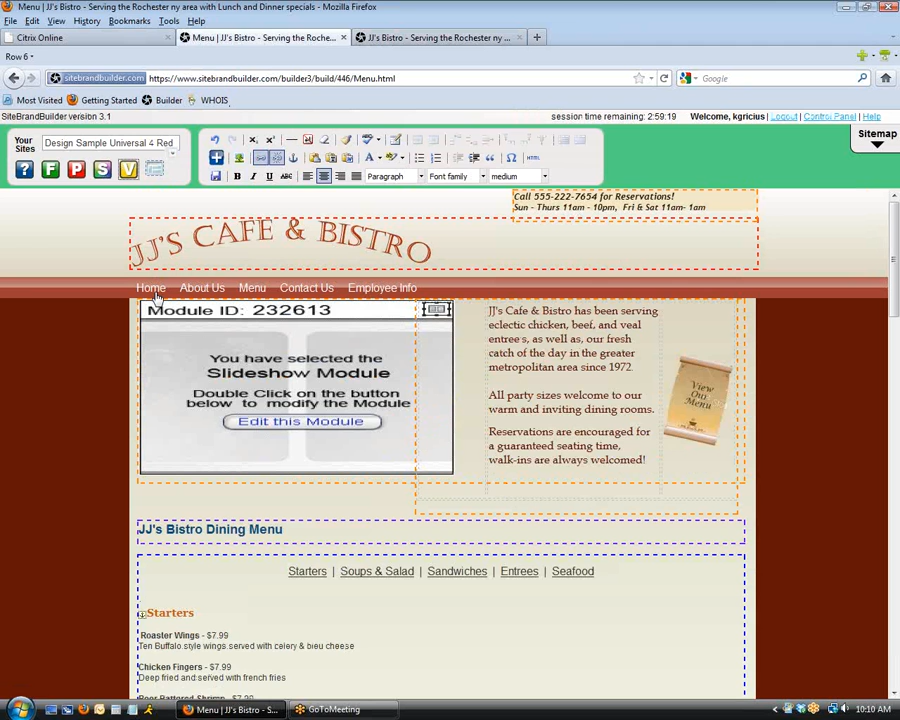 Menu | JJ's Bistro - Serving the Rochester ny area with Lunch and Dinner specials - Mozilla Firefox
File Edit View History Bookmarks Tools Help
Citrix Online
Menu | JJ's Bistro - Serving the Roche...
JJ's Bistro - Serving the Rochester ny ...
Row 6
sitebrandbuilder.com https://www.sitebrandbuilder.com/builder3/build/446/Menu.html
Google
Most Visited Getting Started Builder WHOIS
SiteBrandBuilder version 3.1
session time remaining: 2:59:19 Welcome, kgricius | Logout | Control Panel | Help
Your Sites
Design Sample Universal 4 Red
? F P S V
HTML
B I U ABC
Paragraph Font family medium
Sitemap
Call 555-222-7654 for Reservations!
Sun - Thurs 11am - 10pm, Fri & Sat 11am- 1am
JJ'S CAFE & BISTRO
Home About Us Menu Contact Us Employee Info
Module ID: 232613
You have selected the
Slideshow Module
Double Click on the button
below to modify the Module
Edit this Module
JJ's Cafe & Bistro has been serving
eclectic chicken, beef, and veal
entree s, as well as, our fresh
catch of the day in the greater
metropolitan area since 1972.
All party sizes welcome to our
warm and inviting dining rooms.
Reservations are encouraged for
a guaranteed seating time,
walk-ins are always welcomed!
View
Our
Menu
JJ's Bistro Dining Menu
Starters | Soups & Salad | Sandwiches | Entrees | Seafood
Starters
Roaster Wings - $7.99
Ten Buffalo style wings served with celery & bleu cheese
Chicken Fingers - $7.99
Deep fried and served with french fries
Beer Battered Shrimp - $7.99
Menu | JJ's Bistro - S...
GoToMeeting
10:10 AM